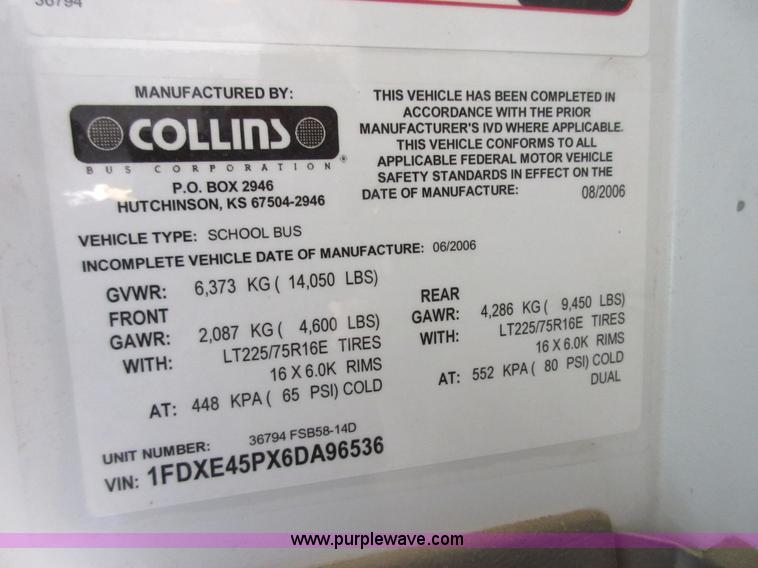 36794
MANUFACTURED BY:
COLLINS
BUS CORPORATION ®
P.O. BOX 2946
HUTCHINSON, KS 67504-2946
THIS VEHICLE HAS BEEN COMPLETED IN
ACCORDANCE WITH THE PRIOR
MANUFACTURER'S IVD WHERE APPLICABLE.
THIS VEHICLE CONFORMS TO ALL
APPLICABLE FEDERAL MOTOR VEHICLE
SAFETY STANDARDS IN EFFECT ON THE
DATE OF MANUFACTURE: 08/2006
VEHICLE TYPE: SCHOOL BUS
INCOMPLETE VEHICLE DATE OF MANUFACTURE: 06/2006
GVWR: 6,373 KG ( 14,050 LBS)
FRONT
GAWR: 2,087 KG ( 4,600 LBS)
WITH: LT225/75R16E TIRES
16 X 6.0K RIMS
AT: 448 KPA ( 65 PSI) COLD
REAR
GAWR: 4,286 KG ( 9,450 LBS)
WITH: LT225/75R16E TIRES
16 X 6.0K RIMS
AT: 552 KPA ( 80 PSI) COLD
DUAL
UNIT NUMBER: 36794 FSB58-14D
VIN: 1FDXE45PX6DA96536
www.purplewave.com